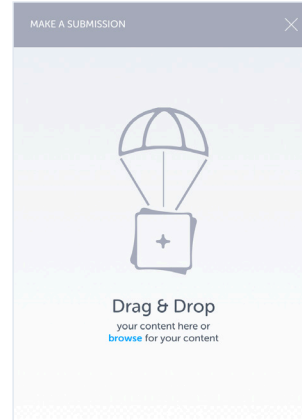 MAKE A SUBMISSION
Drag & Drop
your content here or
browse for your content